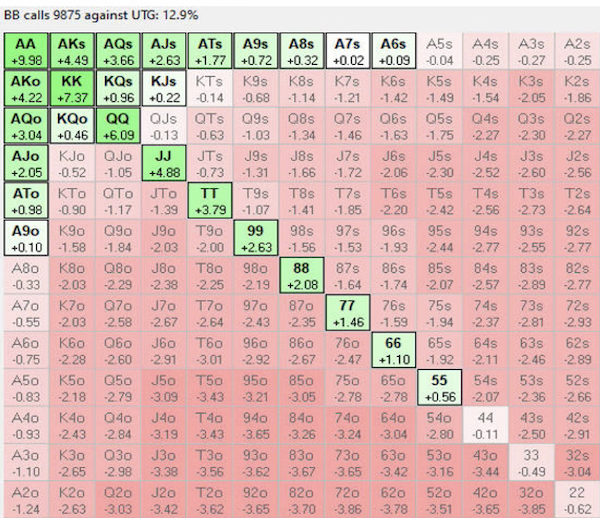 BB calls 9875 against UTG: 12.9%
AA AKs AQs AJs ATs A9s A8s A7s A6s A5s A4s A3s A2s
+9.98 +4.49 +3.66 +2.63 +1.77 +0.72 +0.32 +0.02 +0.09 -0.04 -0.25 -0.27 -0.25
AKo KK KQs KJs KTs K9s K8s K7s K6s K5s K4s K3s K2s
+4.22 +7.37 +0.96 +0.22 -0.14 -0.68 -1.14 -1.21 -1.42 -1.49 -1.54 -2.05 -1.86
AQo KQo QQ QJs QTs Q9s Q8s Q7s Q6s Q5s Q4s Q3s Q2s
+3.04 +0.46 +6.09 -0.13 -0.63 -1.03 -1.34 -1.46 -1.63 -1.75 -2.27 -2.30 -2.27
AJo KJo QJo JJ JTs J9s J8s J7s J6s J5s J4s J3s J2s
+2.05 -0.52 -1.05 +4.88 -0.73 -1.31 -1.66 -1.72 -2.06 -2.30 -2.52 -2.60 -2.56
ATo KTo QTo JTo TT T9s T8s T7s T6s T5s T4s T3s T2s
+0.98 -0.90 -1.17 -1.39 +3.79 -1.07 -1.41 -1.85 -2.20 -2.42 -2.56 -2.73 -2.64
A9o K9o Q9o J9o T9o 99 98s 97s 96s 95s 94s 93s 92s
+0.10 -1.58 -1.84 -2.03 -2.00 +2.63 -1.56 -1.53 -1.93 -2.44 -2.77 -2.55 -2.77
A8o K8o Q8o J8o T8o 98o 88 87s 86s 85s 84s 83s 82s
-0.33 -2.03 -2.29 -2.38 -2.25 -2.19 +2.08 -1.64 -1.74 -2.07 -2.57 -2.89 -2.77
A7o K7o Q7o J7o T7o 97o 87o 77 76s 75s 74s 73s 72s
-0.55 -2.03 -2.58 -2.67 -2.64 -2.43 -2.35 +1.46 -1.59 -1.94 -2.37 -2.81 -2.93
A6o K6o Q6o J6o T6o 96o 86o 76o 66 65s 64s 63s 62s
-0.75 -2.28 -2.60 -2.91 -3.01 -2.92 -2.67 -2.47 +1.10 -1.92 -2.11 -2.46 -2.89
A5o K5o Q5o J5o T5o 95o 85o 75o 65o 55 54s 53s 52s
-0.83 -2.18 -2.79 -3.09 -3.43 -3.21 -3.05 -2.78 -2.78 +0.56 -2.07 -2.36 -2.66
A4o K4o Q4o J4o T4o 94o 84o 74o 64o 54o 44 43s 42s
-0.93 -2.43 -2.84 -3.19 -3.43 -3.65 -3.26 -3.24 -3.04 -2.80 -0.11 -2.50 -2.91
A3o K3o Q3o J3o T3o 93o 83o 73o 63o 53o 43o 33 32s
-1.10 -2.65 -2.98 -3.38 -3.56 -3.62 -3.67 -3.65 -3.42 -3.16 -3.44 -0.49 -3.04
A2o K2o Q2o J2o T2o 92o 82o 72o 62o 52o 42o 32o 22
-1.24 -2.63 -3.03 -3.42 -3.62 -3.65 -3.70 -3.86 -3.78 -3.51 -3.65 -3.85 -0.62